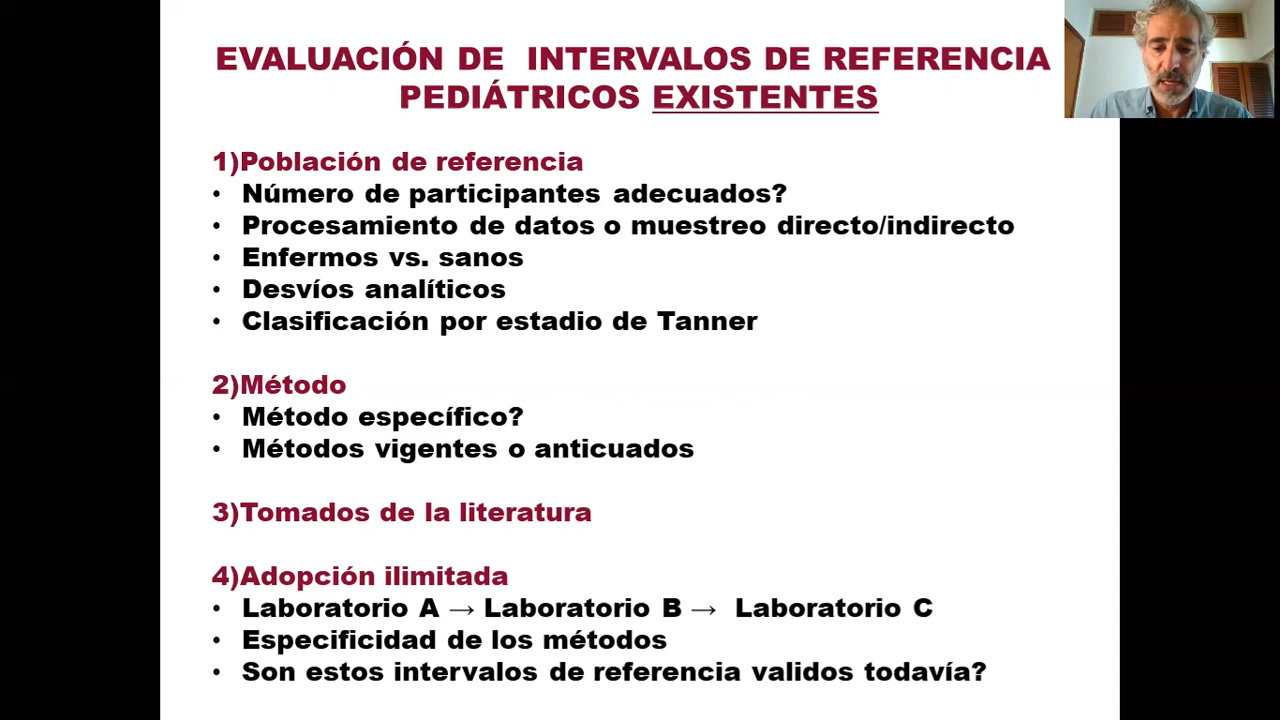 EVALUACIÓN DE INTERVALOS DE REFERENCIA
PEDIÁTRICOS EXISTENTES
1)Población de referencia
• Número de participantes adecuados?
• Procesamiento de datos o muestreo directo/indirecto
• Enfermos vs. sanos
• Desvíos analíticos
• Clasificación por estadio de Tanner
2)Método
• Método específico?
• Métodos vigentes o anticuados
3)Tomados de la literatura
4)Adopción ilimitada
• Laboratorio A → Laboratorio B → Laboratorio C
• Especificidad de los métodos
• Son estos intervalos de referencia validos todavía?